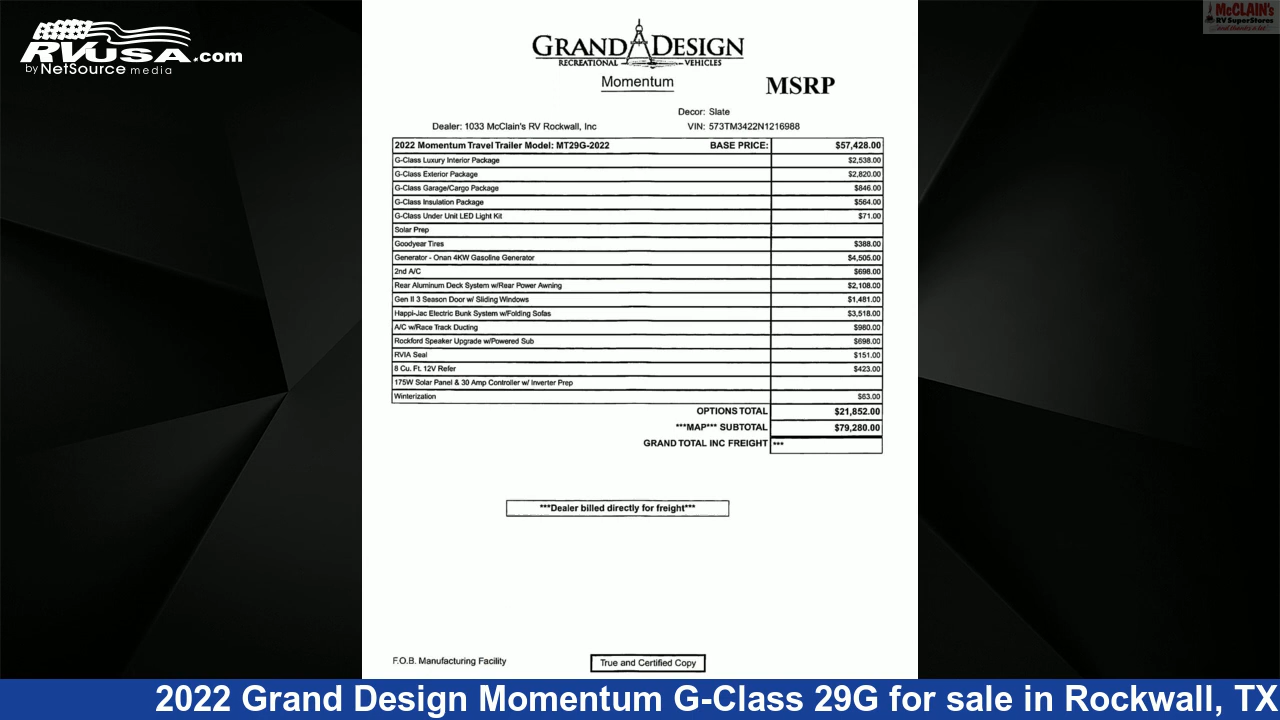 RVUSA.com
by NetSource media
McCLAIN's
RV SuperStores
GRAND DESIGN
RECREATIONAL VEHICLES
Momentum
MSRP
Decor: Slate
Dealer: 1033 McClain's RV Rockwall, Inc
VIN: 573TM3422N1216988
2022 Momentum Travel Trailer Model: MT29G-2022 BASE PRICE: $57,428.00
G-Class Luxury Interior Package $2,538.00
G-Class Exterior Package $2,820.00
G-Class Garage/Cargo Package $846.00
G-Class Insulation Package $564.00
G-Class Under Unit LED Light Kit $71.00
Solar Prep
Goodyear Tires $388.00
Generator - Onan 4KW Gasoline Generator $4,505.00
2nd A/C $698.00
Rear Aluminum Deck System w/Rear Power Awning $2,108.00
Gen II 3 Season Door w/ Sliding Windows $1,481.00
Happi-Jac Electric Bunk System w/Folding Sofas $3,518.00
A/C w/Race Track Ducting $980.00
Rockford Speaker Upgrade w/Powered Sub $698.00
RVIA Seal $151.00
8 Cu. Ft. 12V Refer $423.00
175W Solar Panel & 30 Amp Controller w/ Inverter Prep
Winterization $63.00
OPTIONS TOTAL $21,852.00
***MAP*** SUBTOTAL $79,280.00
GRAND TOTAL INC FREIGHT ***
***Dealer billed directly for freight***
F.O.B. Manufacturing Facility
True and Certified Copy
2022 Grand Design Momentum G-Class 29G for sale in Rockwall, TX